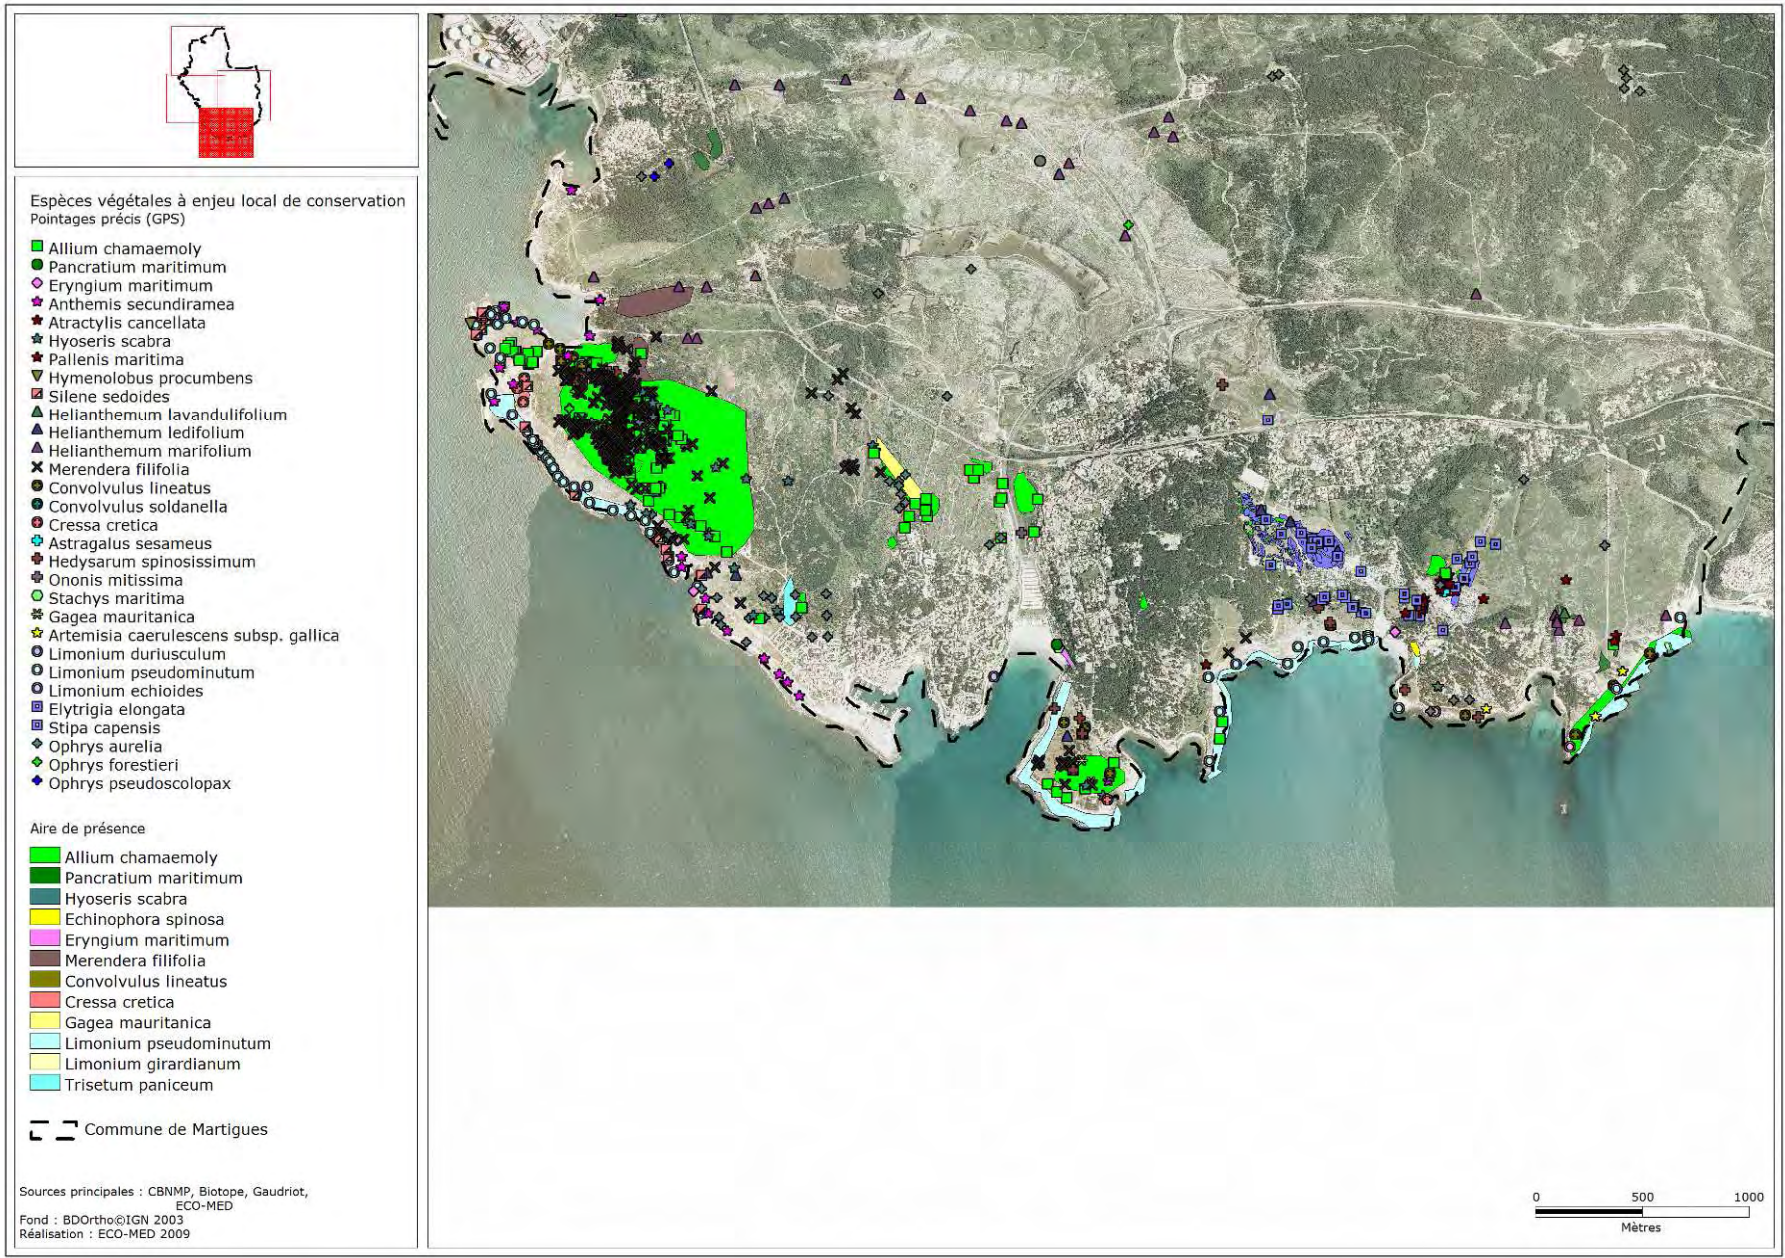 Espèces végétales à enjeu local de conservation
Pointages précis (GPS)
Allium chamaemoly
Pancratium maritimum
Eryngium maritimum
Anthemis secundiramea
Atractylis cancellata
Hyoseris scabra
Pallenis maritima
Hymenolobus procumbens
Silene sedoides
Helianthemum lavandulifolium
Helianthemum ledifolium
Helianthemum marifolium
Merendera filifolia
Convolvulus lineatus
Convolvulus soldanella
Cressa cretica
Astragalus sesameus
Hedysarum spinosissimum
Ononis mitissima
Stachys maritima
Gagea mauritanica
Artemisia caerulescens subsp. gallica
Limonium duriusculum
Limonium pseudominutum
Limonium echioides
Elytrigia elongata
Stipa capensis
Ophrys aurelia
Ophrys forestieri
Ophrys pseudoscolopax
Aire de présence
Allium chamaemoly
Pancratium maritimum
Hyoseris scabra
Echinophora spinosa
Eryngium maritimum
Merendera filifolia
Convolvulus lineatus
Cressa cretica
Gagea mauritanica
Limonium pseudominutum
Limonium girardianum
Trisetum paniceum
Commune de Martigues
Sources principales : CBNMP, Biotope, Gaudriot,
ECO-MED
Fond : BDOrtho©IGN 2003
Réalisation : ECO-MED 2009
0 500 1000
Mètres